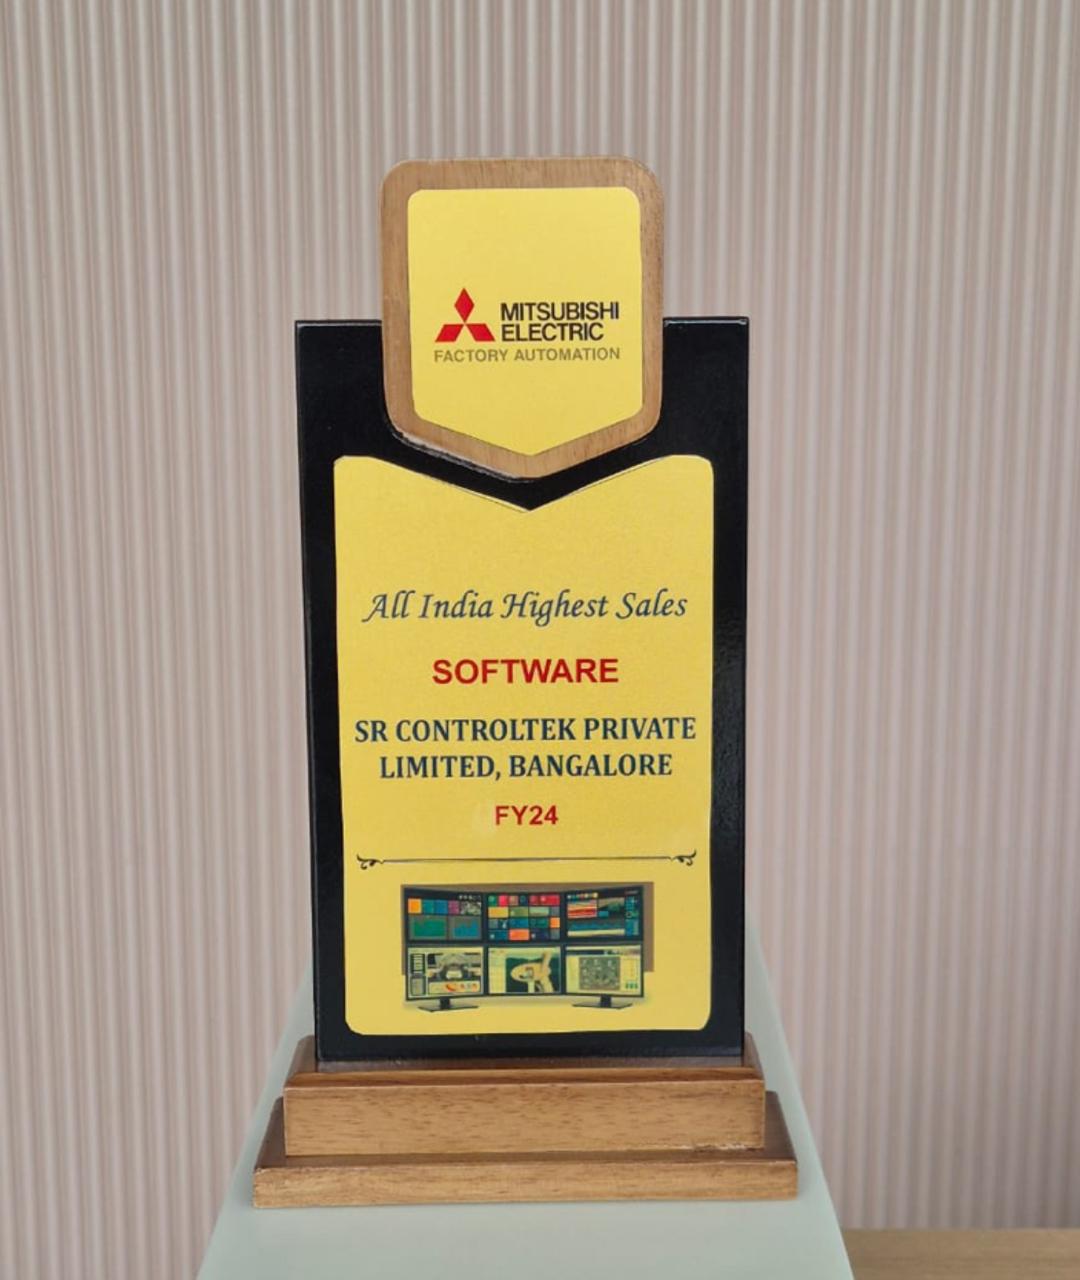 MITSUBISHI
ELECTRIC
FACTORY AUTOMATION
All India Highest Sales
SOFTWARE
SR CONTROLTEK PRIVATE
LIMITED, BANGALORE
FY24